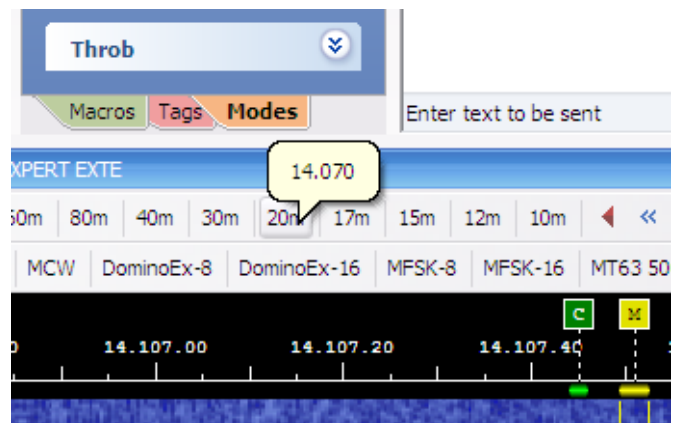 Throb
Macros Tags Modes
Enter text to be sent
XPERT EXTE
14.070
80m 40m 30m 20m 17m 15m 12m 10m
MCW DominoEx-8 DominoEx-16 MFSK-8 MFSK-16 MT63 50
C M
14.107.00 14.107.20 14.107.40